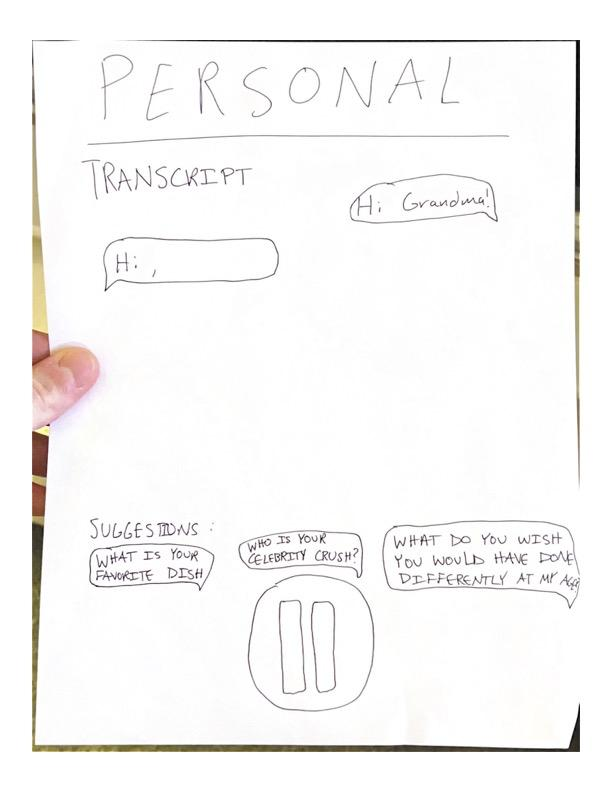 PERSONAL
TRANSCRIPT
Hi Grandma!
Hi,
SUGGESTIONS:
WHAT IS YOUR
FAVORITE DISH
WHO IS YOUR
CELEBRITY CRUSH?
WHAT DO YOU WISH
YOU WOULD HAVE DONE
DIFFERENTLY AT MY AGE?